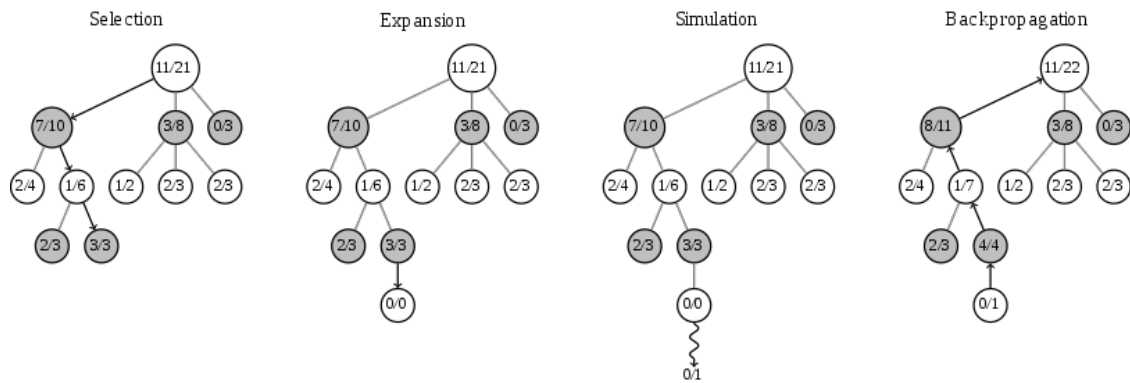 Selection
Expansion
Simulation
Backpropagation
11/21
11/21
11/21
11/22
7/10 3/8 0/3
7/10 3/8 0/3
7/10 3/8 0/3
8/11 3/8 0/3
2/4 1/6 1/2 2/3 2/3
2/4 1/6 1/2 2/3 2/3
2/4 1/6 1/2 2/3 2/3
2/4 1/7 1/2 2/3 2/3
2/3 3/3
2/3 3/3
2/3 3/3
2/3 4/4
0/0
0/0
0/1
0/1